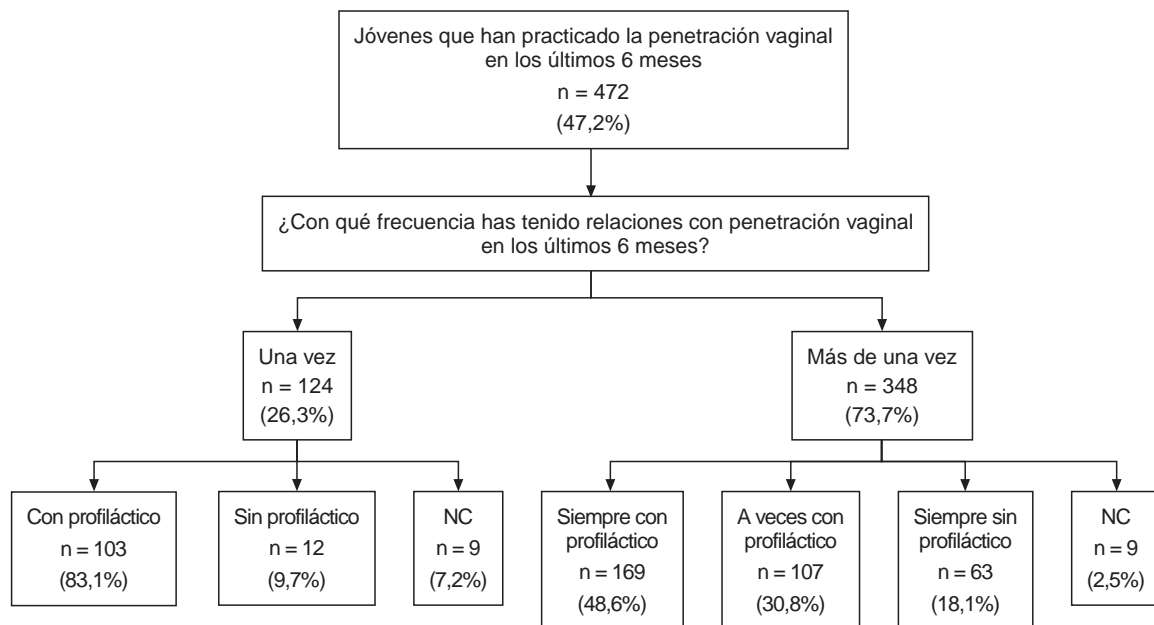 Jóvenes que han practicado la penetración vaginal
en los últimos 6 meses
n = 472
(47,2%)
¿Con qué frecuencia has tenido relaciones con penetración vaginal
en los últimos 6 meses?
Una vez
n = 124
(26,3%)
Más de una vez
n = 348
(73,7%)
Con profiláctico
n = 103
(83,1%)
Sin profiláctico
n = 12
(9,7%)
NC
n = 9
(7,2%)
Siempre con
profiláctico
n = 169
(48,6%)
A veces con
profiláctico
n = 107
(30,8%)
Siempre sin
profiláctico
n = 63
(18,1%)
NC
n = 9
(2,5%)